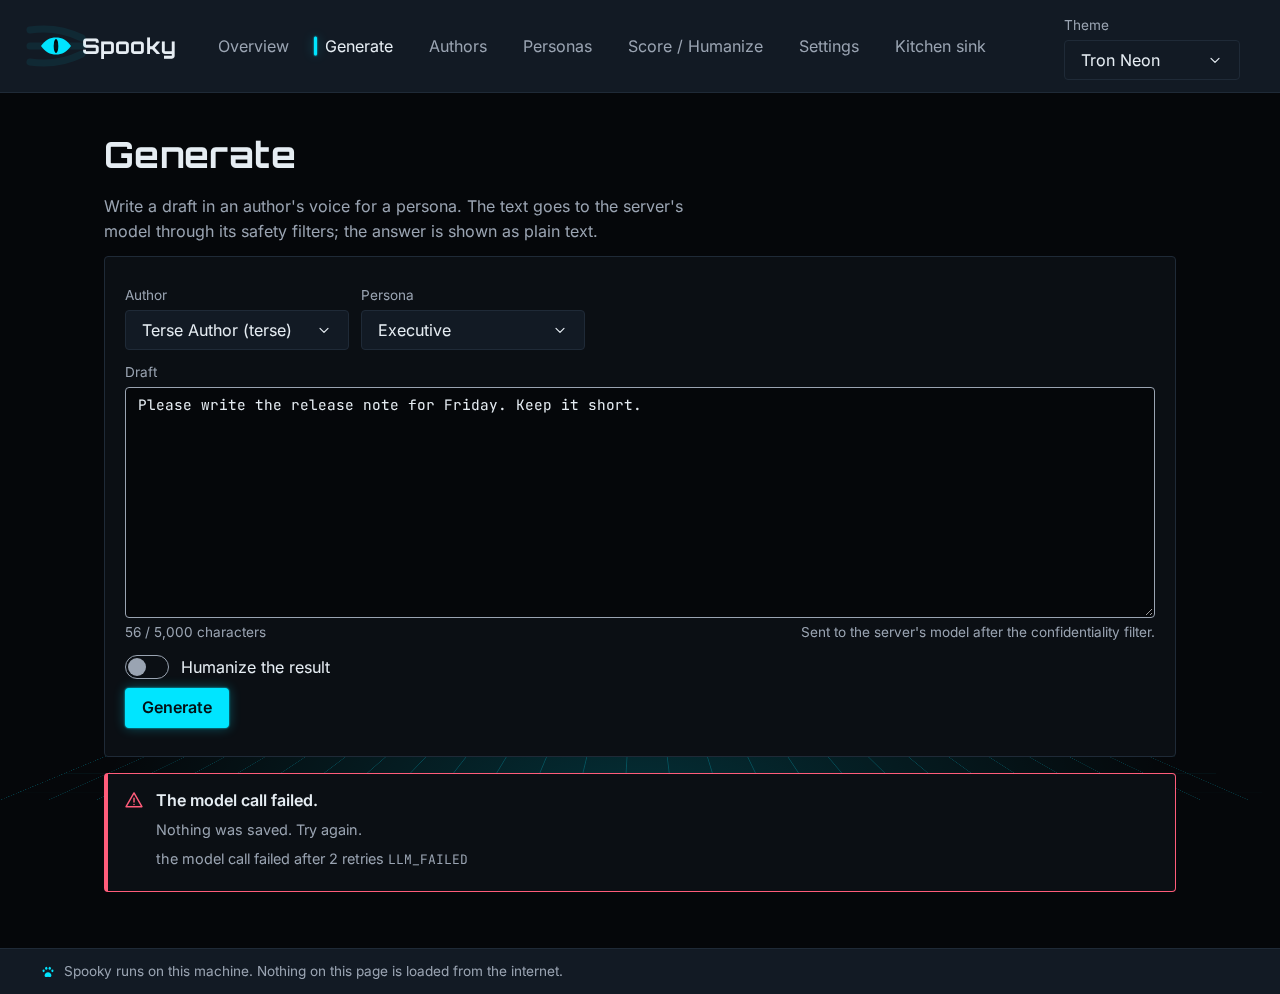 Spooky
Overview
Generate
Authors
Personas
Score / Humanize
Settings
Kitchen sink
Theme
Tron Neon
Generate
Write a draft in an author's voice for a persona. The text goes to the server's
model through its safety filters; the answer is shown as plain text.
Author
Persona
Terse Author (terse)
Executive
Draft
Please write the release note for Friday. Keep it short.
56 / 5,000 characters
Sent to the server's model after the confidentiality filter.
Humanize the result
Generate
The model call failed.
Nothing was saved. Try again.
the model call failed after 2 retries LLM_FAILED
Spooky runs on this machine. Nothing on this page is loaded from the internet.